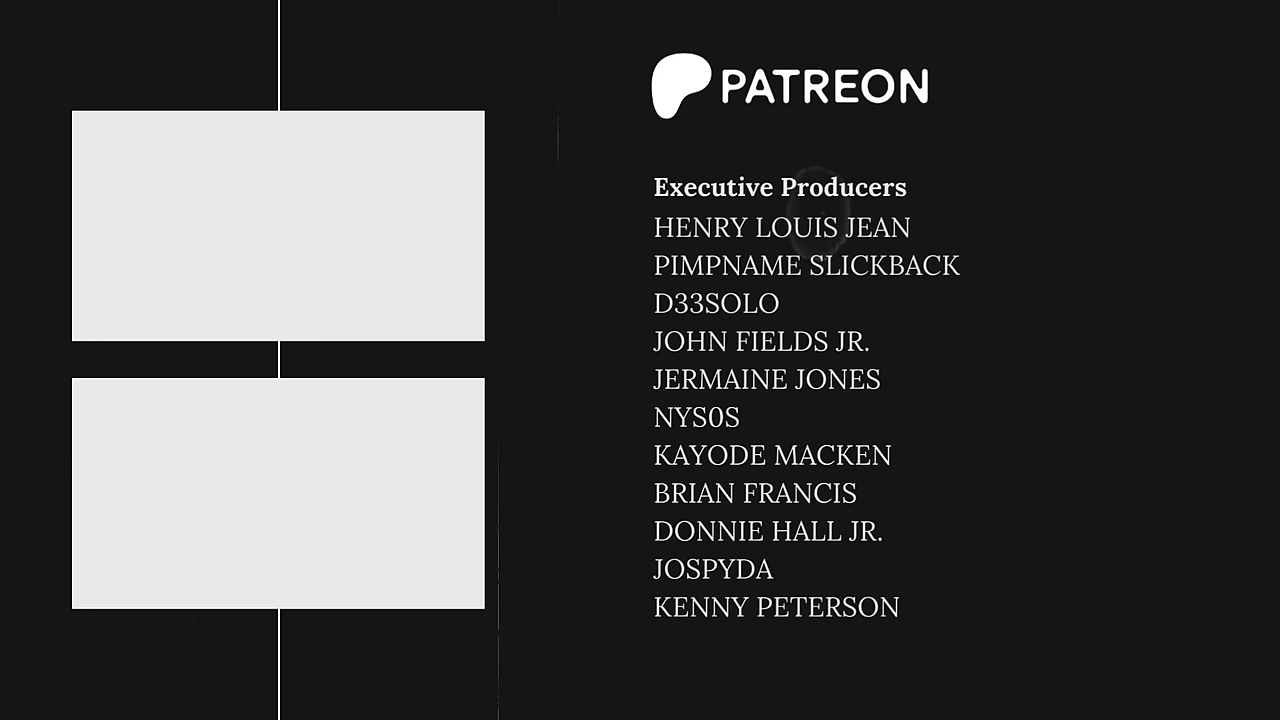 PATREON
Executive Producers
HENRY LOUIS JEAN
PIMPNAME SLICKBACK
D33SOLO
JOHN FIELDS JR.
JERMAINE JONES
NYS0S
KAYODE MACKEN
BRIAN FRANCIS
DONNIE HALL JR.
JOSPYDA
KENNY PETERSON